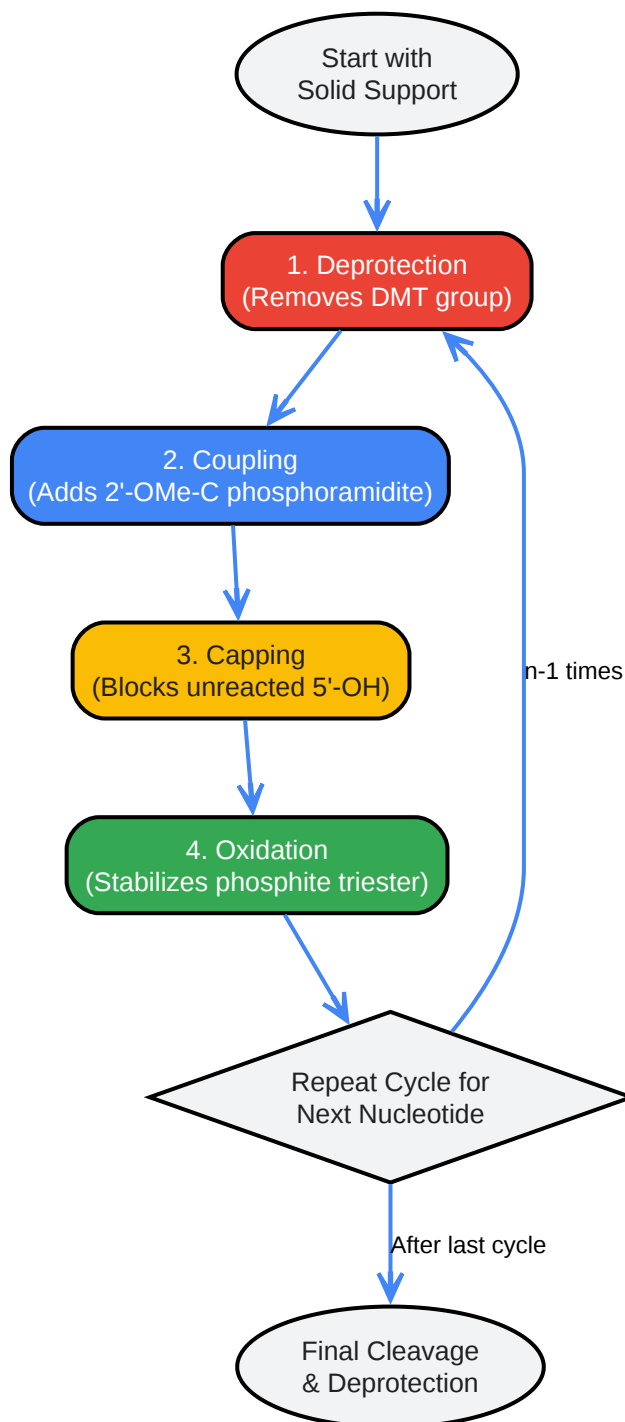 Start with
Solid Support
1. Deprotection
(Removes DMT group)
2. Coupling
(Adds 2'-OMe-C phosphoramidite)
3. Capping
(Blocks unreacted 5'-OH)
n-1 times
4. Oxidation
(Stabilizes phosphite triester)
Repeat Cycle for
Next Nucleotide
After last cycle
Final Cleavage
& Deprotection